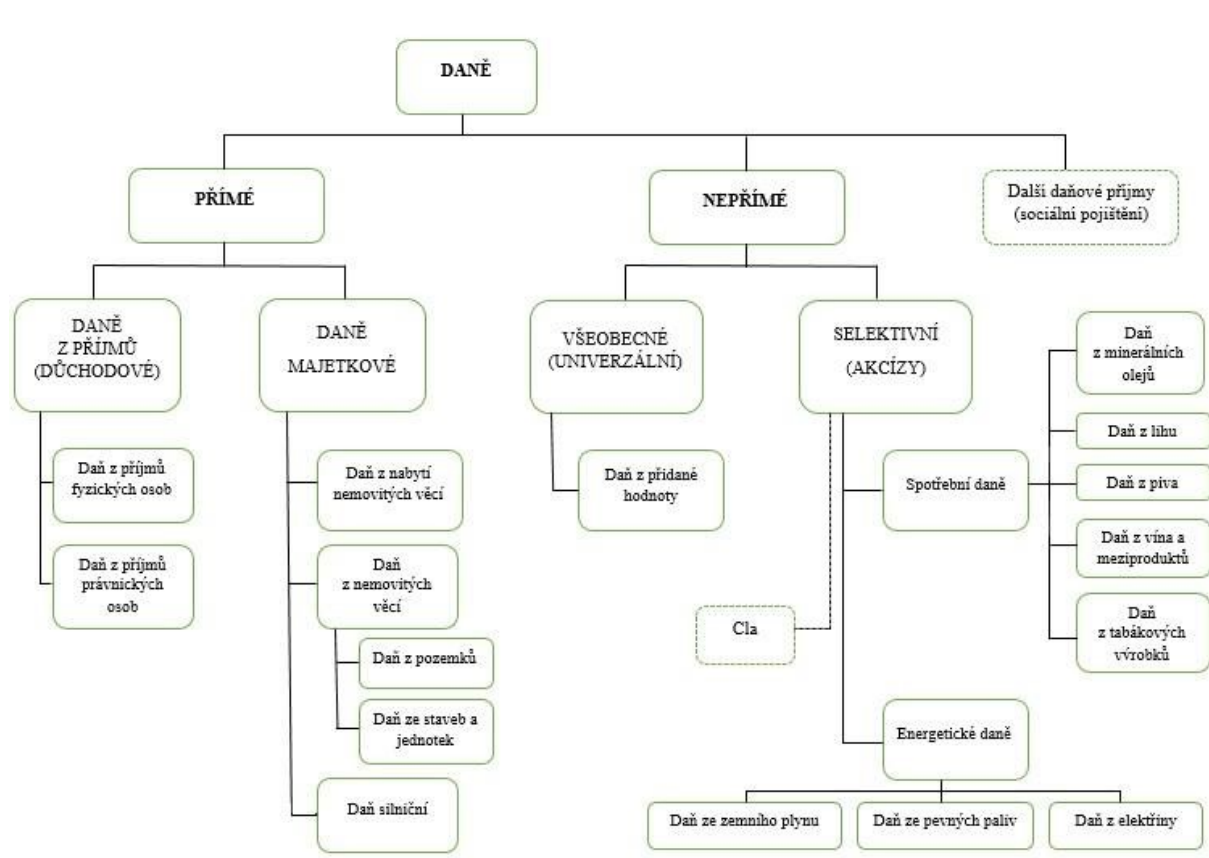 DANĚ
PŘÍMÉ
NEPŘÍMÉ
Další daňové příjmy
(sociální pojištění)
DANĚ
Z PŘÍJMŮ
(DŮCHODOVÉ)
DANĚ
MAJETKOVÉ
VŠEOBECNÉ
(UNIVERZÁLNÍ)
SELEKTIVNÍ
(AKCÍZY)
Daň z příjmů
fyzických osob
Daň z příjmů
právnických
osob
Daň z nabytí
nemovitých věcí
Daň
z nemovitých
věcí
Daň z pozemků
Daň ze staveb a
jednotek
Daň silniční
Daň z přidané
hodnoty
Cla
Spotřební daně
Daň
z minerálních
olejů
Daň z lihu
Daň z piva
Daň z vína a
meziproduktů
Daň
z tabákových
výrobků
Energetické daně
Daň ze zemního plynu
Daň ze pevných paliv
Daň z elektřiny